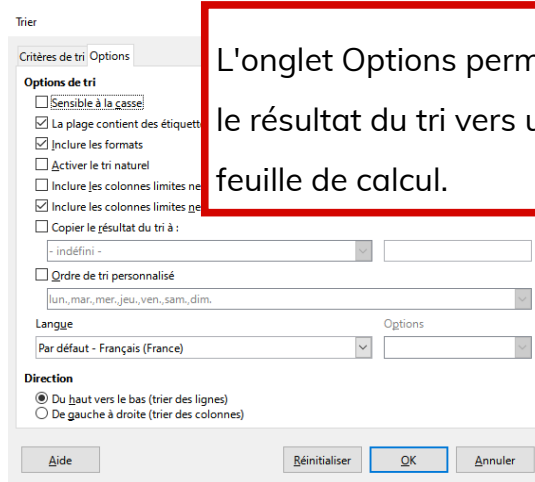 Trier
Critères de tri Options
L'onglet Options perm
le résultat du tri vers u
feuille de calcul.
Options de tri
Sensible à la casse
La plage contient des étiquett
Inclure les formats
Activer le tri naturel
Inclure les colonnes limites ne
Inclure les colonnes limites ne
Copier le résultat du tri à :
- indéfini -
Ordre de tri personnalisé
lun.,mar.,mer.,jeu.,ven.,sam.,dim.
Langue Options
Par défaut - Français (France)
Direction
Du haut vers le bas (trier des lignes)
De gauche à droite (trier des colonnes)
Aide Réinitialiser OK Annuler